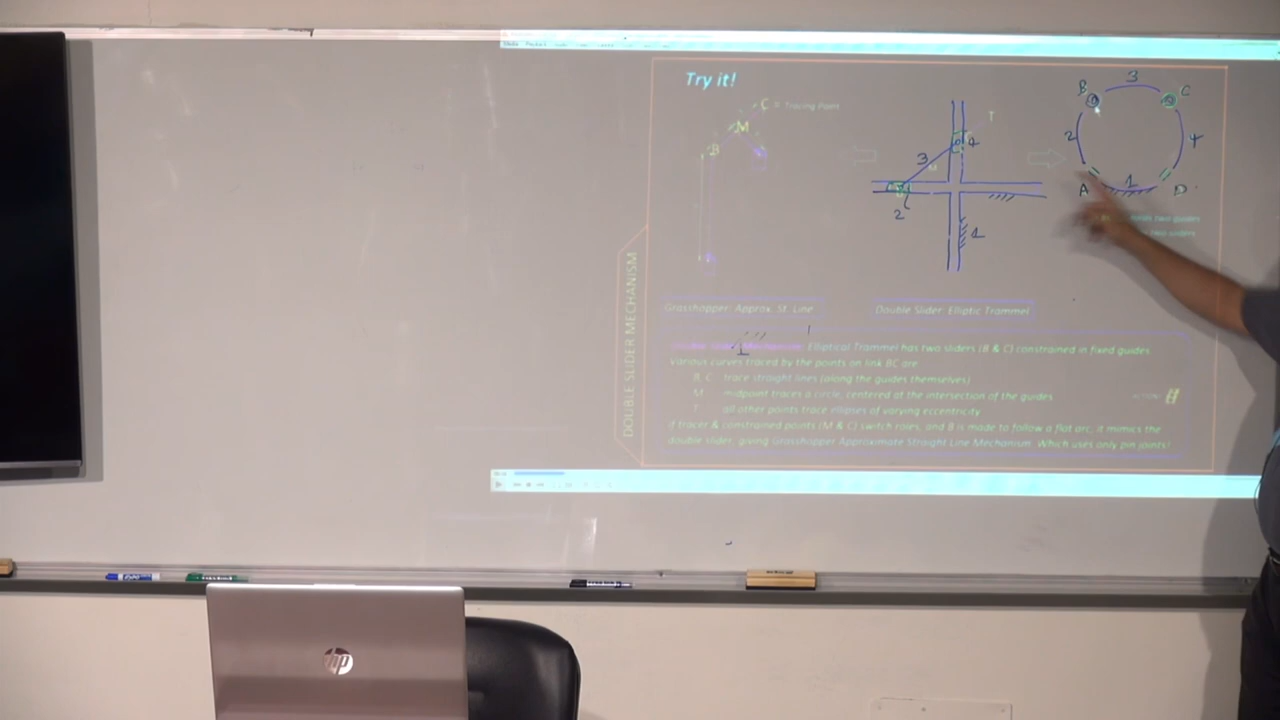 Try it!
C = Tracing Point
M
B
T
3
4
2
1
3
B
C
2
4
1
A
D
two guides
two sliders
DOUBLE SLIDER MECHANISM
Grasshopper: Approx. St. Line
Double Slider: Elliptic Trammel
1
Elliptical Trammel has two sliders (B & C) constrained in fixed guides
Various curves traced by the points on link BC are
B, C trace straight lines (along the guides themselves)
M midpoint traces a circle, centered at the intersection of the guides
T all other points trace ellipses of varying eccentricity
If tracer & constrained points (M & C) switch roles, and B is made to follow a flat arc, it mimics the
double slider, giving Grasshopper Approximate Straight Line Mechanism. Which uses only pin joints!
hp